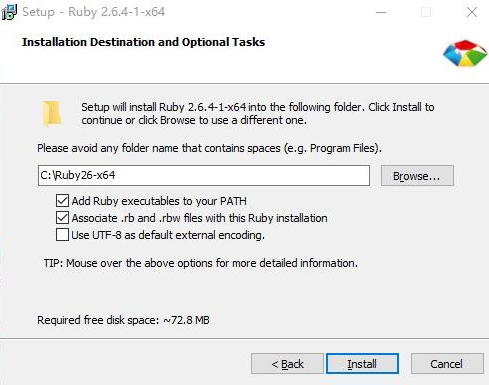 Setup - Ruby 2.6.4-1-x64
Installation Destination and Optional Tasks
Setup will install Ruby 2.6.4-1-x64 into the following folder. Click Install to
continue or click Browse to use a different one.
Please avoid any folder name that contains spaces (e.g. Program Files).
C:\Ruby26-x64
Browse...
Add Ruby executables to your PATH
Associate .rb and .rbw files with this Ruby installation
Use UTF-8 as default external encoding.
TIP: Mouse over the above options for more detailed information.
Required free disk space: ~72.8 MB
< Back Install Cancel